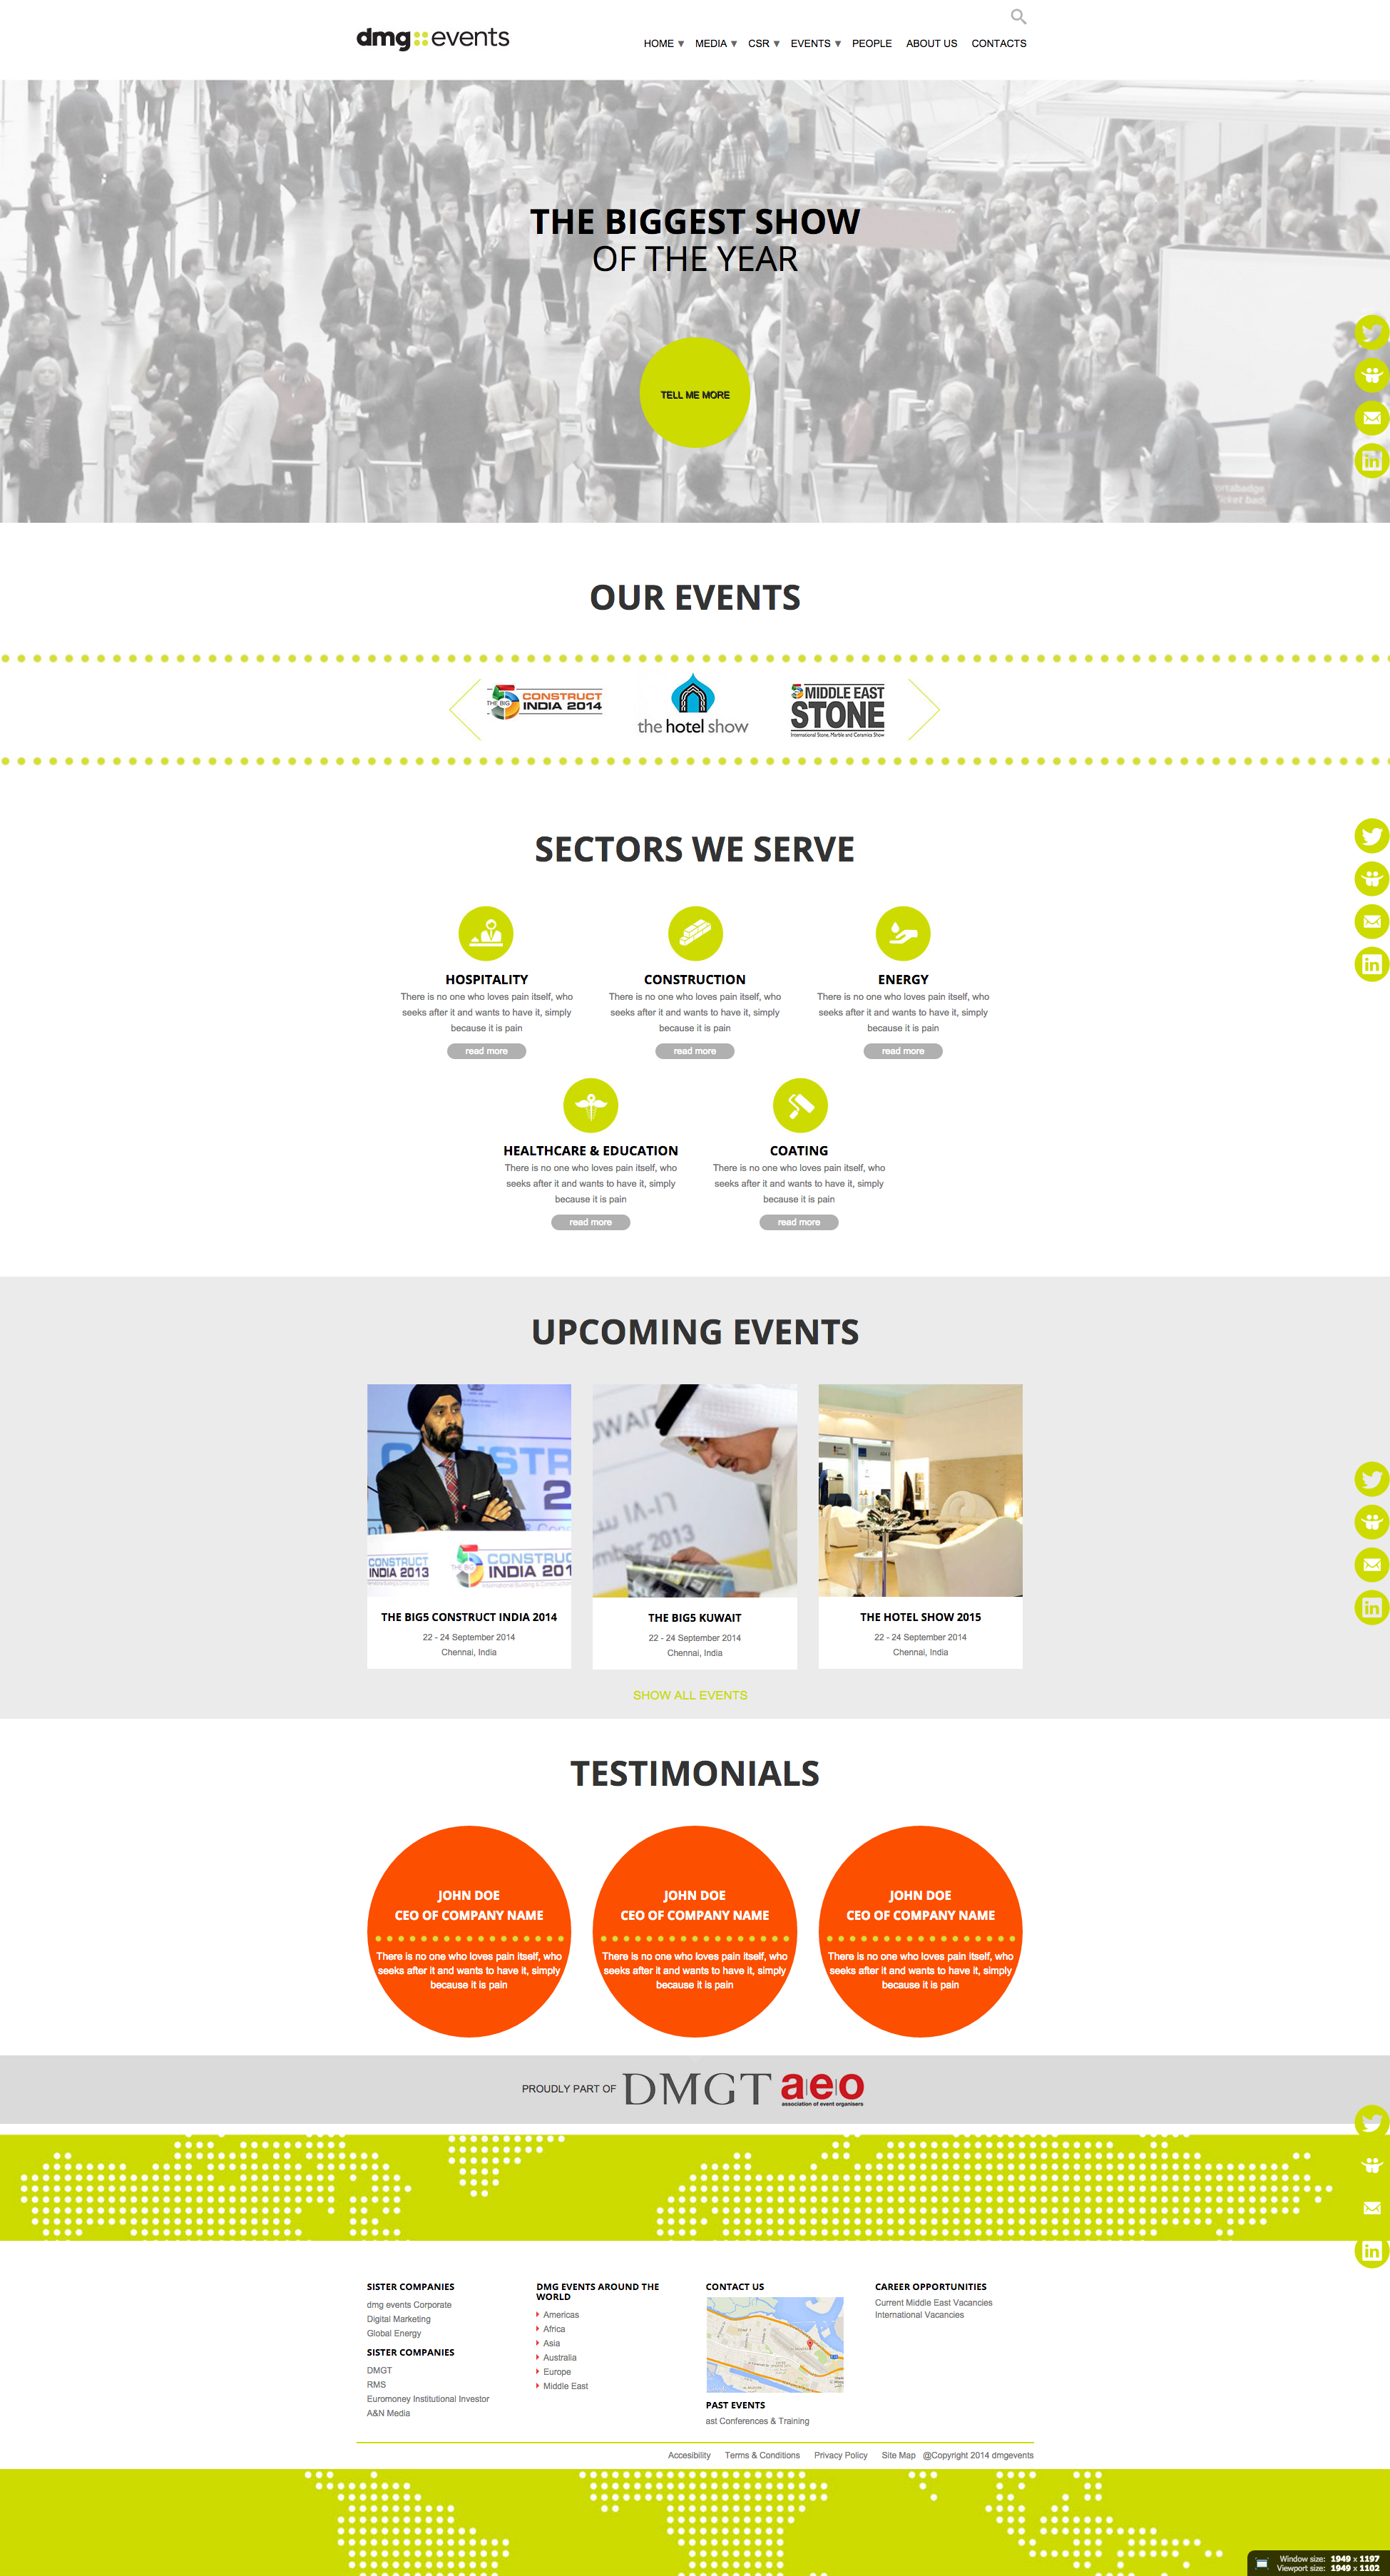 dmg::events
HOME ▼ MEDIA ▼ CSR ▼ EVENTS ▼ PEOPLE ABOUT US CONTACTS
THE BIGGEST SHOW
OF THE YEAR
TELL ME MORE
OUR EVENTS
THE BIG 5 CONSTRUCT
INDIA 2014
the hotel show
5 MIDDLE EAST
STONE
International Stone, Marble and Ceramics Show
SECTORS WE SERVE
HOSPITALITY
There is no one who loves pain itself, who
seeks after it and wants to have it, simply
because it is pain
read more
CONSTRUCTION
There is no one who loves pain itself, who
seeks after it and wants to have it, simply
because it is pain
read more
ENERGY
There is no one who loves pain itself, who
seeks after it and wants to have it, simply
because it is pain
read more
HEALTHCARE & EDUCATION
There is no one who loves pain itself, who
seeks after it and wants to have it, simply
because it is pain
read more
COATING
There is no one who loves pain itself, who
seeks after it and wants to have it, simply
because it is pain
read more
UPCOMING EVENTS
CONSTRUCT
INDIA 2013
THE BIG 5 CONSTRUC
INDIA 201
THE BIG5 CONSTRUCT INDIA 2014
22 - 24 September 2014
Chennai, India
UWAIT
mber 2013
THE BIG5 KUWAIT
22 - 24 September 2014
Chennai, India
THE HOTEL SHOW 2015
22 - 24 September 2014
Chennai, India
SHOW ALL EVENTS
TESTIMONIALS
JOHN DOE
CEO OF COMPANY NAME
There is no one who loves pain itself, who
seeks after it and wants to have it, simply
because it is pain
JOHN DOE
CEO OF COMPANY NAME
There is no one who loves pain itself, who
seeks after it and wants to have it, simply
because it is pain
JOHN DOE
CEO OF COMPANY NAME
There is no one who loves pain itself, who
seeks after it and wants to have it, simply
because it is pain
PROUDLY PART OF DMGT a|e|o
association of event organisers
SISTER COMPANIES
dmg events Corporate
Digital Marketing
Global Energy
SISTER COMPANIES
DMGT
RMS
Euromoney Institutional Investor
A&N Media
DMG EVENTS AROUND THE
WORLD
Americas
Africa
Asia
Australia
Europe
Middle East
CONTACT US
PAST EVENTS
ast Conferences & Training
CAREER OPPORTUNITIES
Current Middle East Vacancies
International Vacancies
Accesibility Terms & Conditions Privacy Policy Site Map @Copyright 2014 dmgevents
Window size: 1949 x 1197
Viewport size: 1949 x 1102